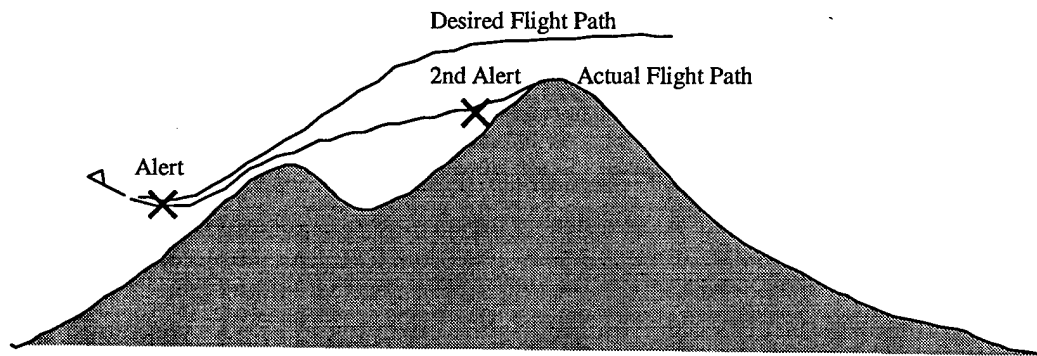 Desired Flight Path
2nd Alert
Actual Flight Path
Alert